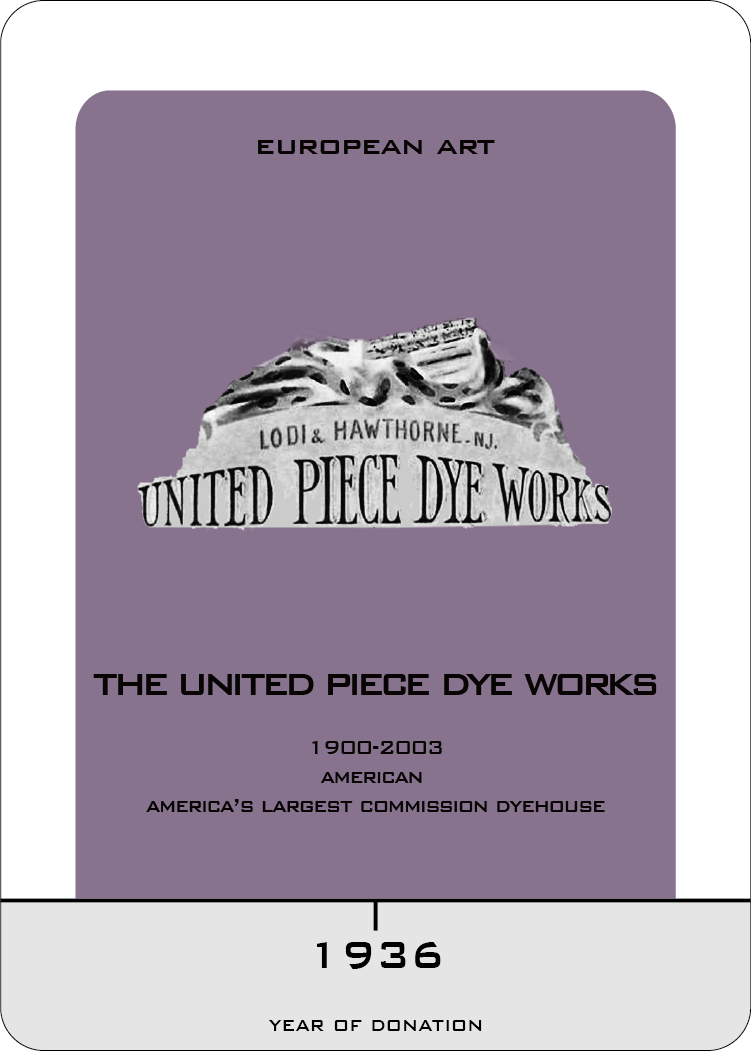 EUROPEAN ART
LODI & HAWTHORNE. NJ.
UNITED PIECE DYE WORKS
THE UNITED PIECE DYE WORKS
1900-2003
AMERICAN
AMERICA'S LARGEST COMMISSION DYEHOUSE
1936
YEAR OF DONATION